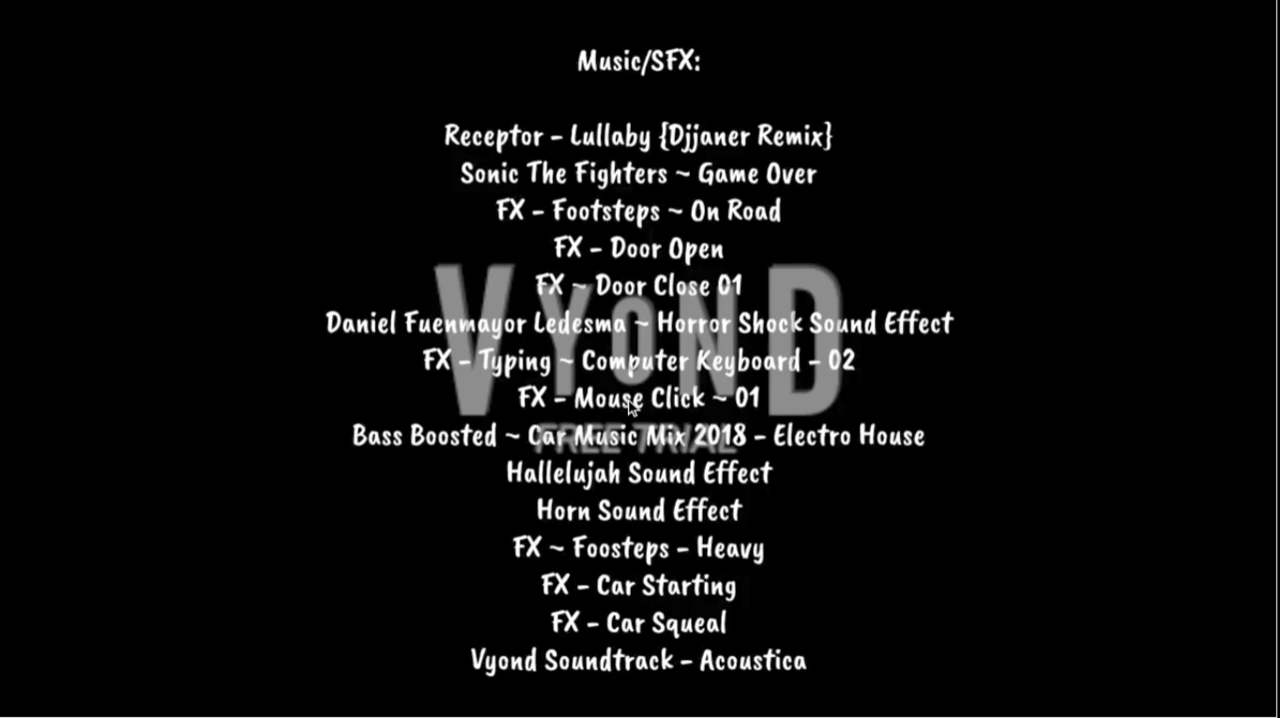 Music/SFX:
Receptor - Lullaby {Djjaner Remix}
Sonic The Fighters ~ Game Over
FX - Footsteps ~ On Road
FX - Door Open
FX ~ Door Close 01
Daniel Fuenmayor Ledesma ~ Horror Shock Sound Effect
FX - Typing ~ Computer Keyboard - 02
FX - Mouse Click ~ 01
Bass Boosted ~ Car Music Mix 2018 - Electro House
Hallelujah Sound Effect
Horn Sound Effect
FX ~ Foosteps - Heavy
FX - Car Starting
FX - Car Squeal
Vyond Soundtrack - Acoustica
VYOND
FREE TRIAL